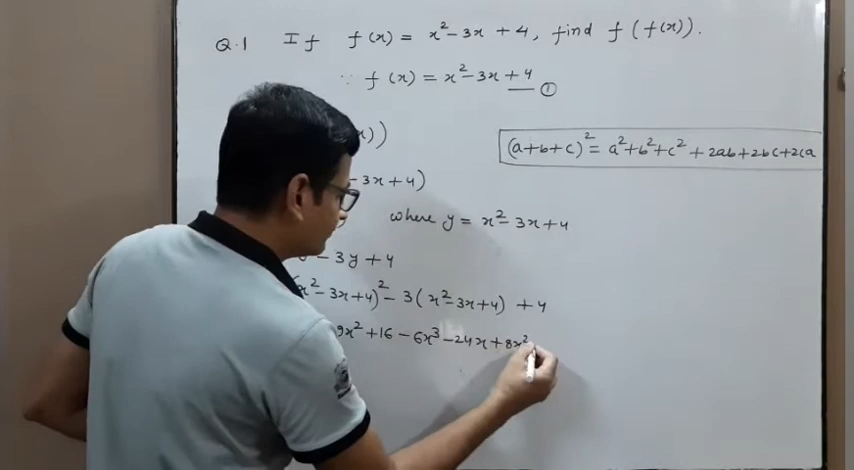 Q.1 If f(x) = x² - 3x + 4, find f(f(x)).
∵ f(x) = x² - 3x + 4 — ①
x))
(a+b+c)² = a² + b² + c² + 2ab + 2bc + 2ca
- 3x + 4)
where y = x² - 3x + 4
- 3y + 4
(x² - 3x + 4)² - 3(x² - 3x + 4) + 4
9x² + 16 - 6x³ - 24x + 8x²